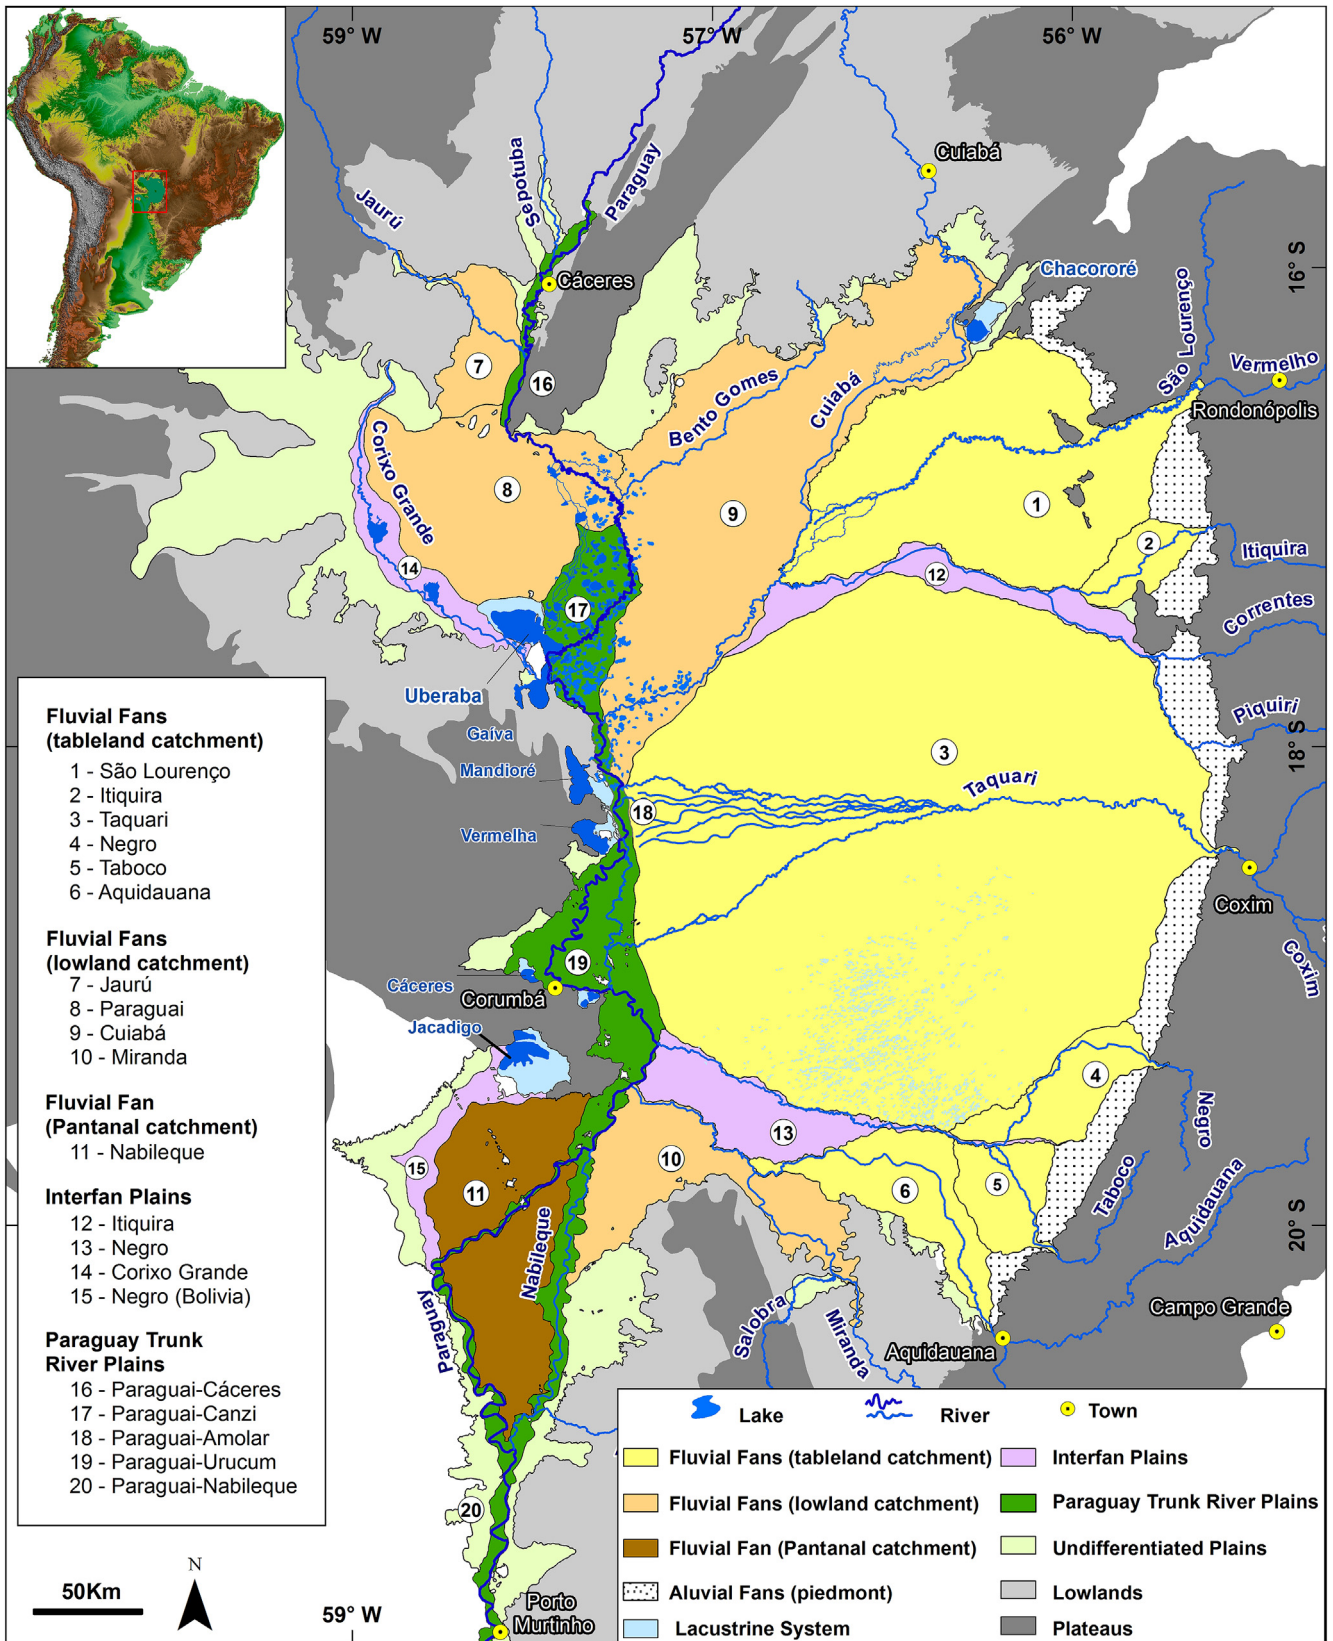 59° W
57° W
56° W
Cuiabá
Sepotuba
Paraguay
Jaurú
Cáceres
Chacororé
16° S
São Lourenço
Vermelho
Rondonópolis
7
16
Bento Gomes
Cuiabá
Corixo Grande
8
9
1
2
Itiquira
14
12
17
Correntes
Uberaba
Gaíva
Piquiri
18° S
Mandioré
3
Taquari
Vermelha
18
Coxim
Coxim
19
Cáceres
Corumbá
Jacadigo
4
Negro
13
15
10
11
6
5
Taboco
Aquidauana
20° S
Nabileque
Paraguay
Salobra
Miranda
Campo Grande
Aquidauana
20
Porto
Murtinho
Fluvial Fans
(tableland catchment)
1 - São Lourenço
2 - Itiquira
3 - Taquari
4 - Negro
5 - Taboco
6 - Aquidauana
Fluvial Fans
(lowland catchment)
7 - Jaurú
8 - Paraguai
9 - Cuiabá
10 - Miranda
Fluvial Fan
(Pantanal catchment)
11 - Nabileque
Interfan Plains
12 - Itiquira
13 - Negro
14 - Corixo Grande
15 - Negro (Bolivia)
Paraguay Trunk
River Plains
16 - Paraguai-Cáceres
17 - Paraguai-Canzi
18 - Paraguai-Amolar
19 - Paraguai-Urucum
20 - Paraguai-Nabileque
N
50Km
59° W
Lake
River
Town
Fluvial Fans (tableland catchment)
Interfan Plains
Fluvial Fans (lowland catchment)
Paraguay Trunk River Plains
Fluvial Fan (Pantanal catchment)
Undifferentiated Plains
Aluvial Fans (piedmont)
Lowlands
Lacustrine System
Plateaus